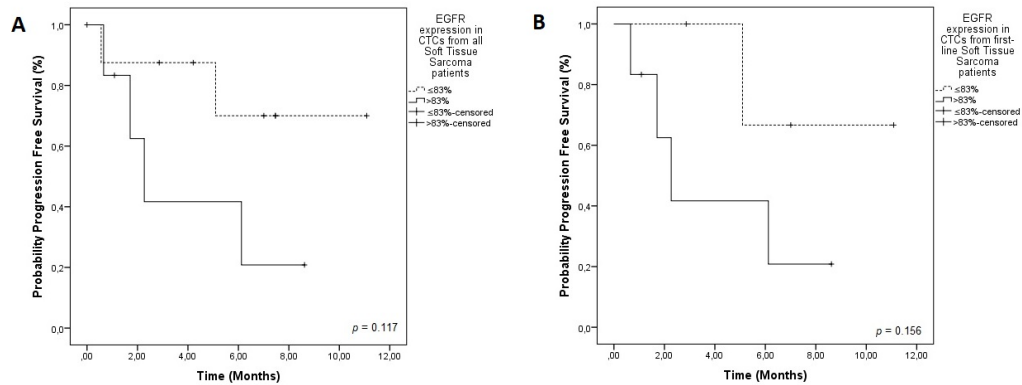 A
Probability Progression Free Survival (%)
1,0
0,8
0,6
0,4
0,2
0,0
,00 2,00 4,00 6,00 8,00 10,00 12,00
Time (Months)
p = 0.117
EGFR
expression in
CTCs from all
Soft Tissue
Sarcoma
patients
≤83%
>83%
≤83%-censored
>83%-censored
B
Probability Progression Free Survival (%)
1,0
0,8
0,6
0,4
0,2
0,0
,00 2,00 4,00 6,00 8,00 10,00 12,00
Time (Months)
p = 0.156
EGFR
expression in
CTCs from first-
line Soft Tissue
Sarcoma
patients
≤83%
>83%
≤83%-censored
>83%-censored